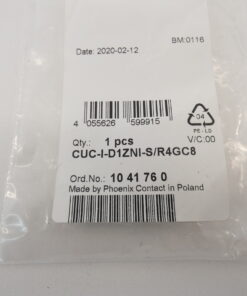 BM:0116
Date: 2020-02-12
4 055626 599915
04
PE-LD
V/C:00
Qty.: 1 pcs
CUC-I-D1ZNI-S/R4GC8
Ord.No.: 10 41 76 0
Made by Phoenix Contact in Poland